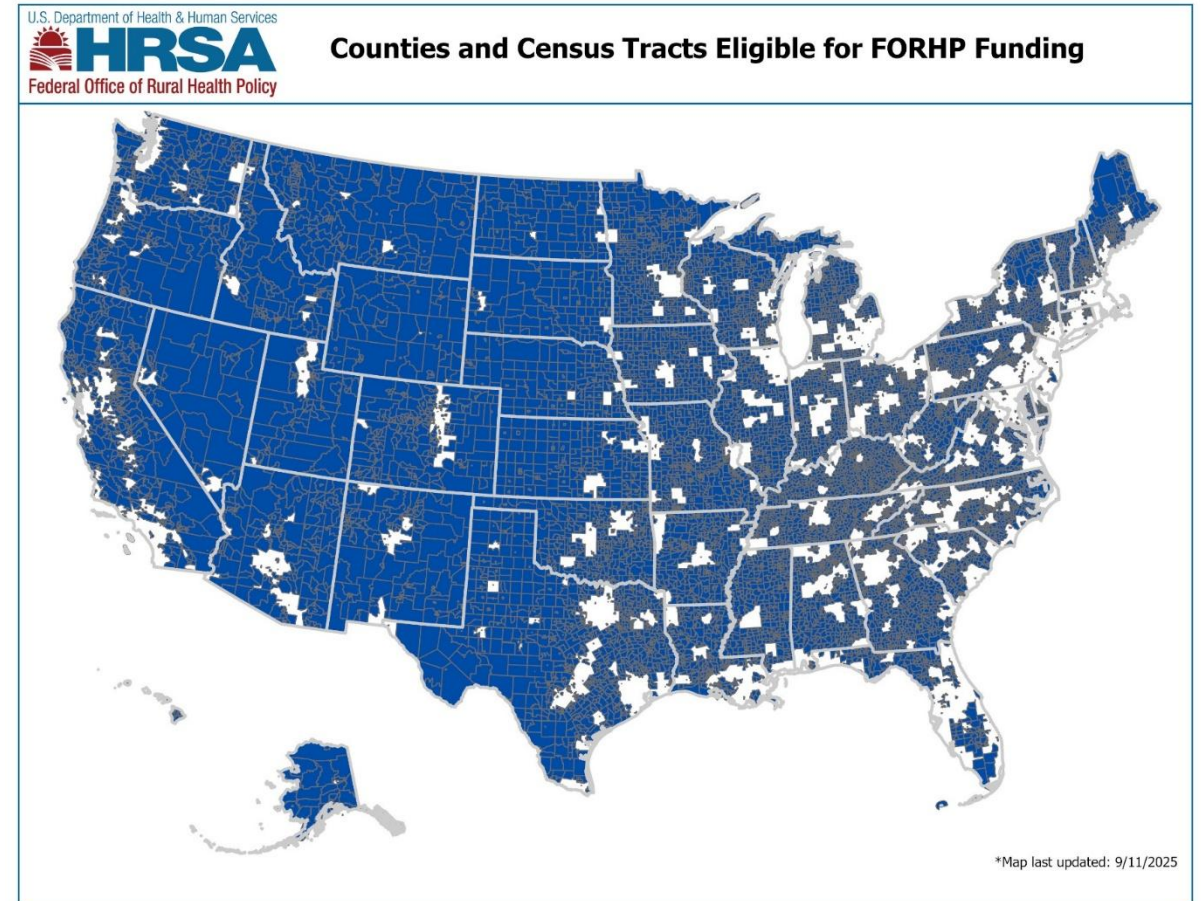 U.S. Department of Health & Human Services
HRSA
Federal Office of Rural Health Policy
Counties and Census Tracts Eligible for FORHP Funding
*Map last updated: 9/11/2025